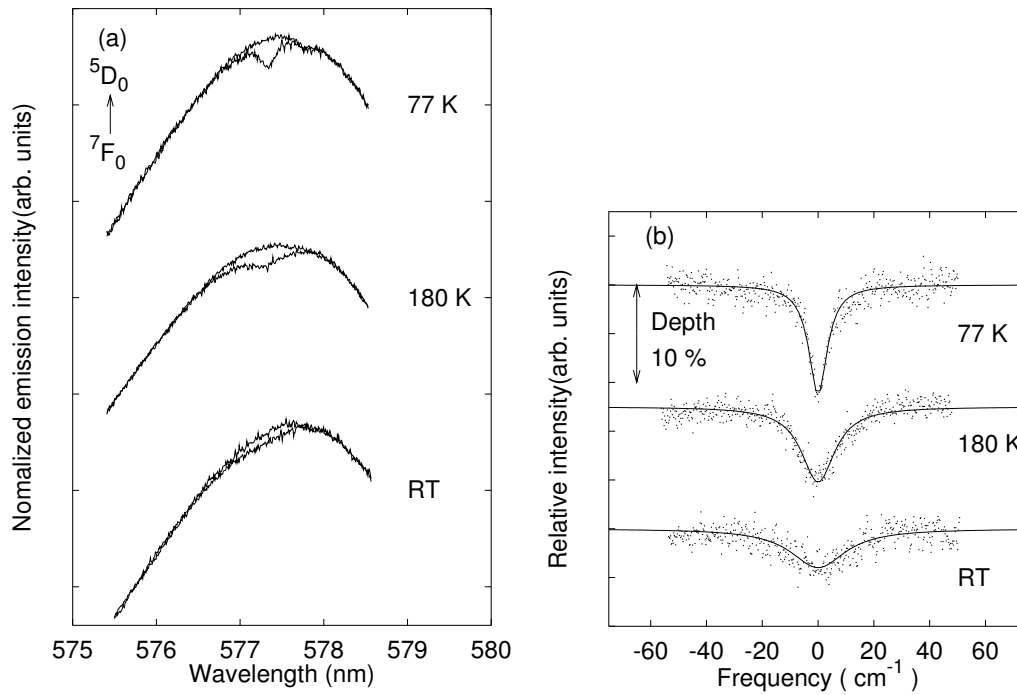 (a)
⁵D₀
⁷F₀
77 K
180 K
RT
Nomalized emission intensity(arb. units)
575 576 577 578 579 580
Wavelength (nm)
(b)
Depth
10 %
77 K
180 K
RT
Relative intensity(arb. units)
-60 -40 -20 0 20 40 60
Frequency ( cm⁻¹)